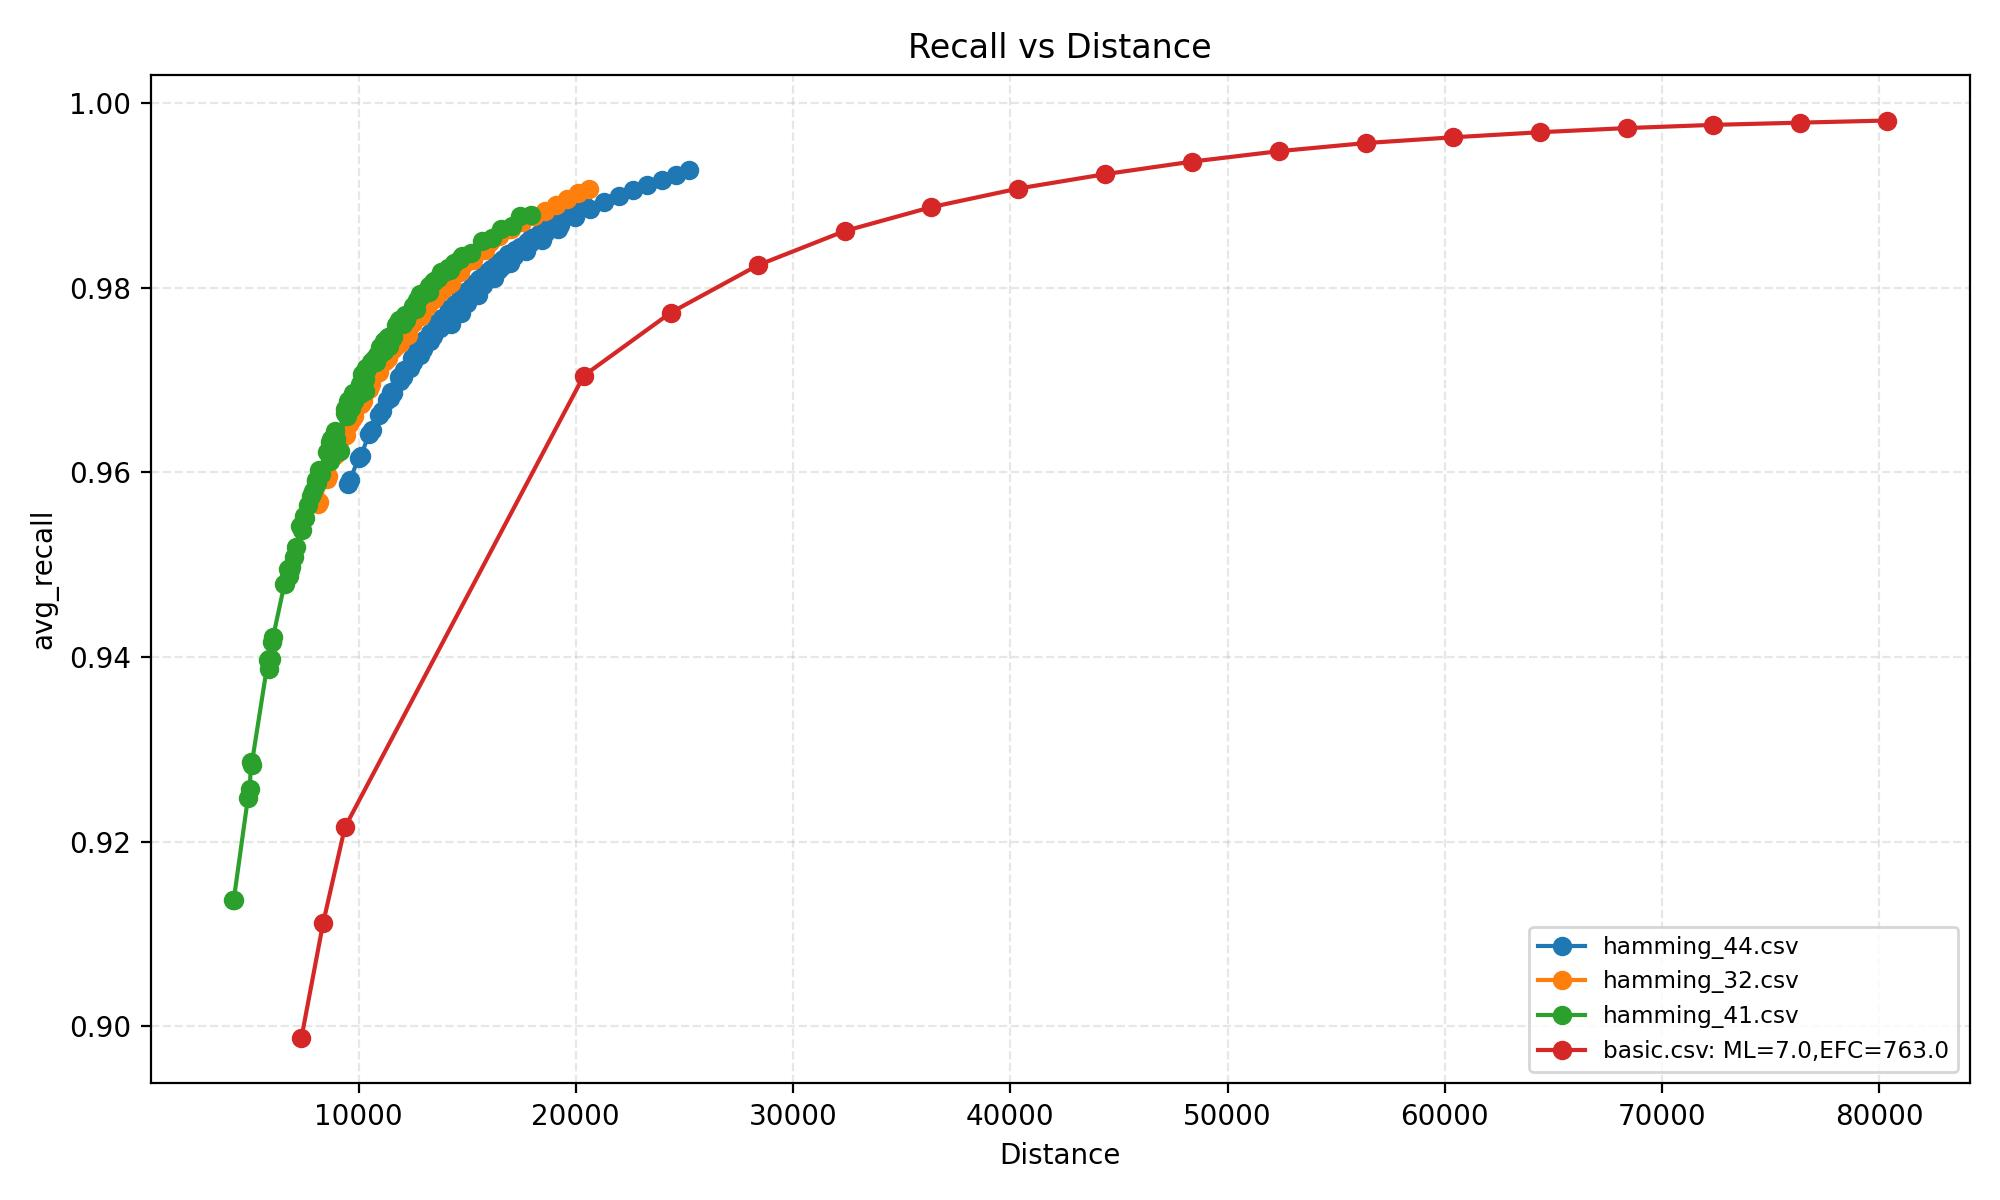 Recall vs Distance
avg_recall
1.00
0.98
0.96
0.94
0.92
0.90
10000 20000 30000 40000 50000 60000 70000 80000
Distance
hamming_44.csv
hamming_32.csv
hamming_41.csv
basic.csv: ML=7.0,EFC=763.0